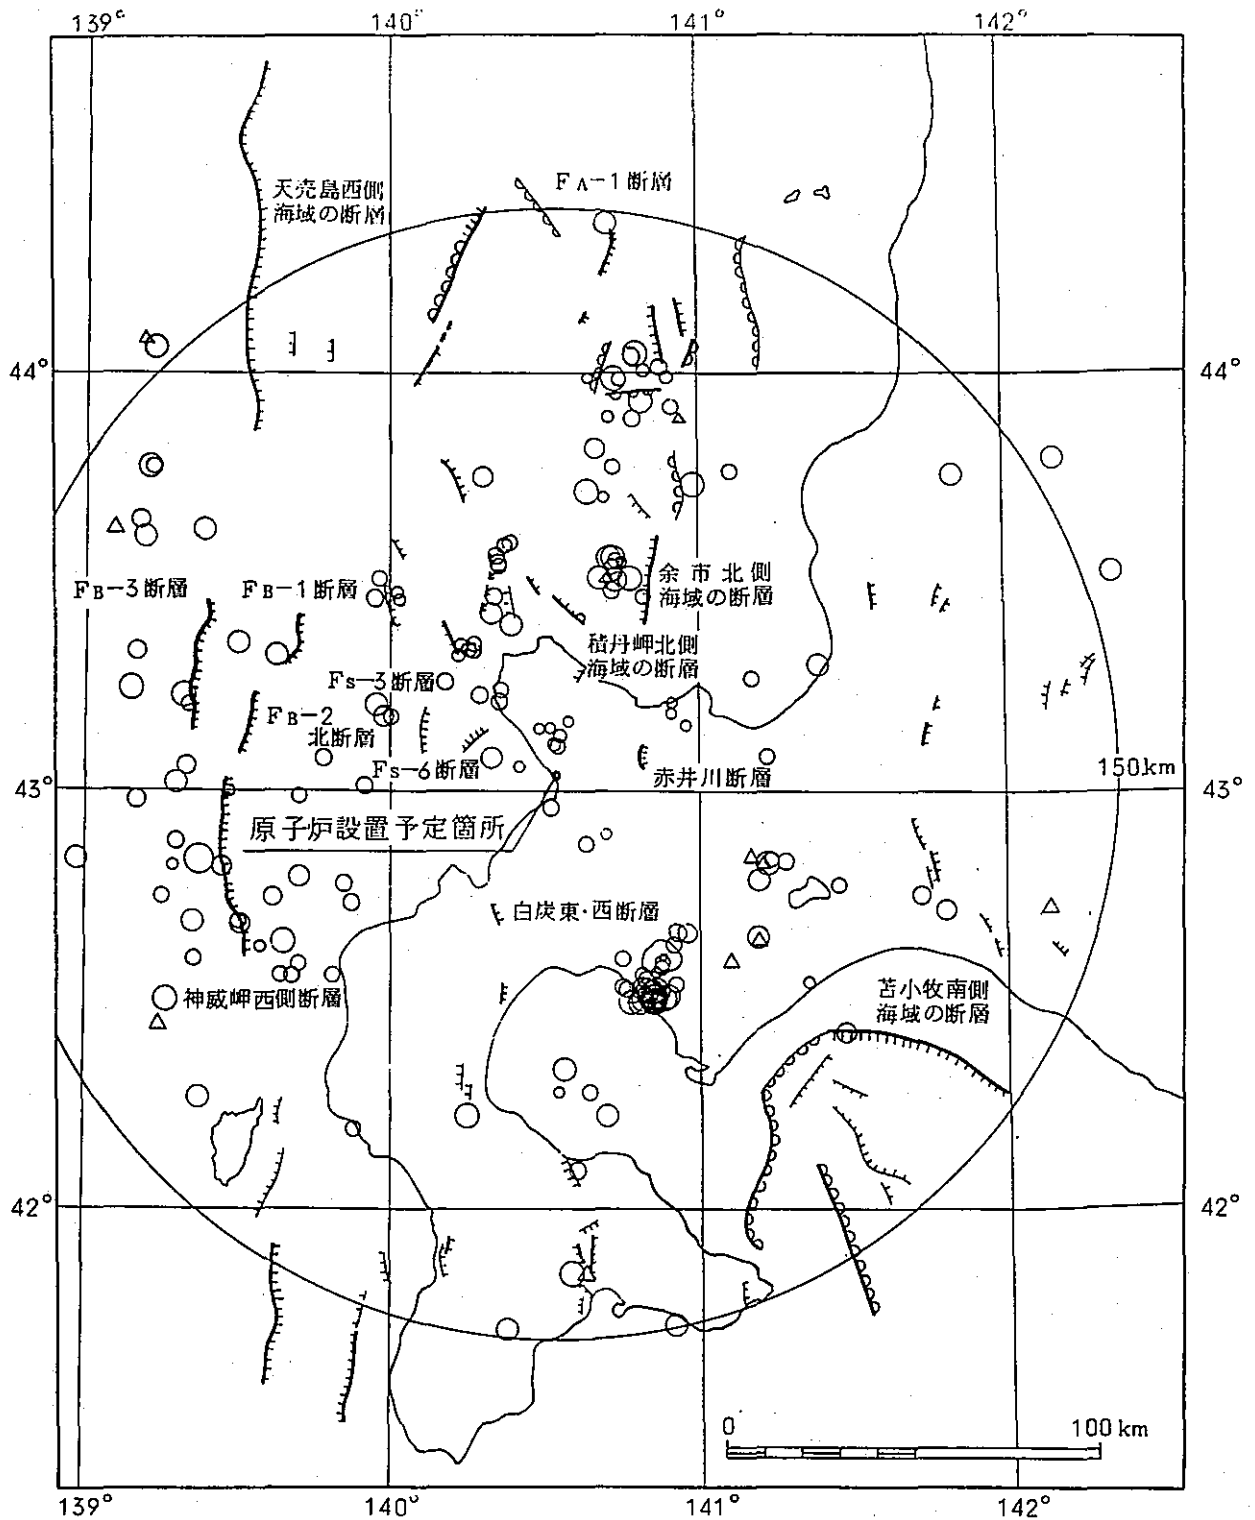 139°
140°
141°
142°
天売島西側
海域の断層
FA-1断層
44°
44°
FB-3断層
FB-1断層
余市北側
海域の断層
積丹岬北側
海域の断層
Fs-3断層
FB-2
北断層
Fs-6断層
赤井川断層
150km
43°
43°
原子炉設置予定箇所
白炭東・西断層
神威岬西側断層
苫小牧南側
海域の断層
42°
42°
0
100 km
139°
140°
141°
142°